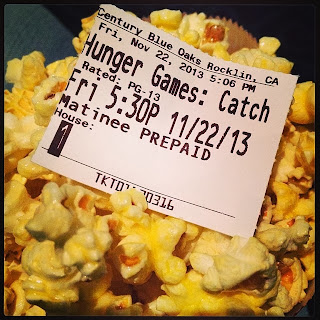 Century Blue Oaks Rocklin, CA
Fri, Nov 22, 2013 5:06 PM
Hunger Games: Catch
Rated: PG-13
Fri 5:30P 11/22/13
Matinee PREPAID
House:
1